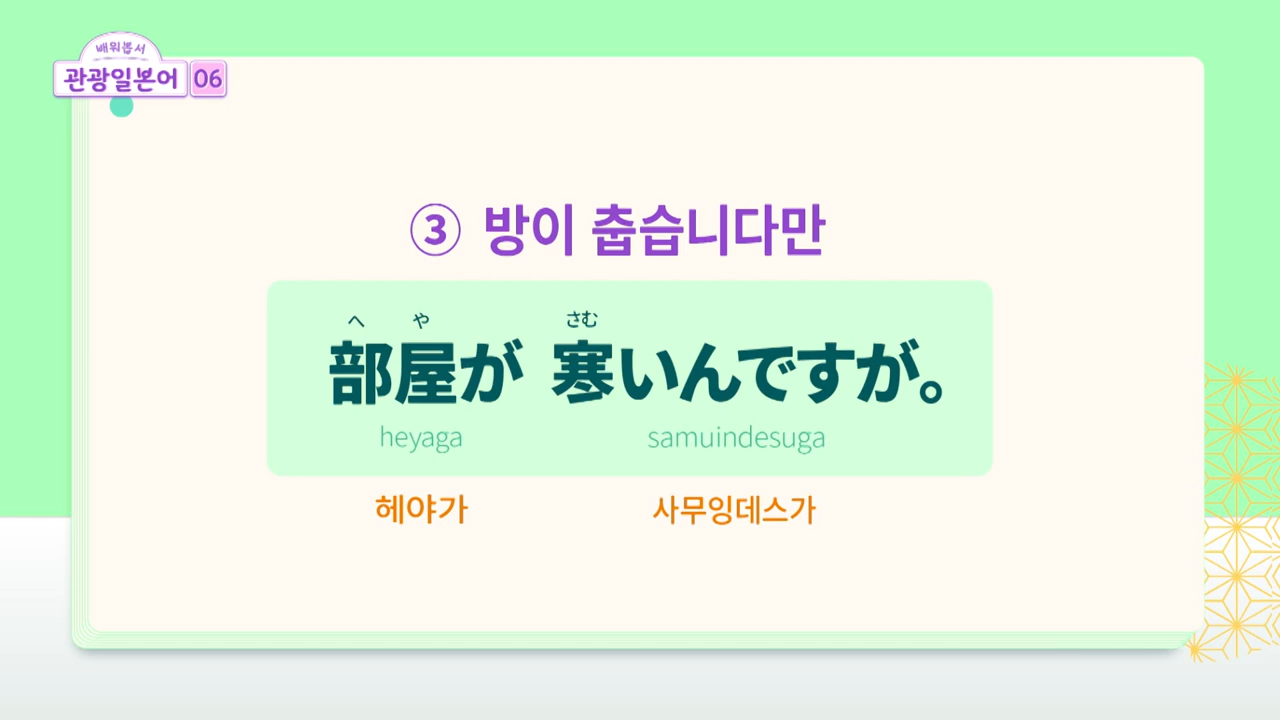 배워봅서
관광일본어 06
③ 방이 춥습니다만
へ や さむ
部屋が 寒いんですが。
heyaga samuindesuga
헤야가 사무잉데스가